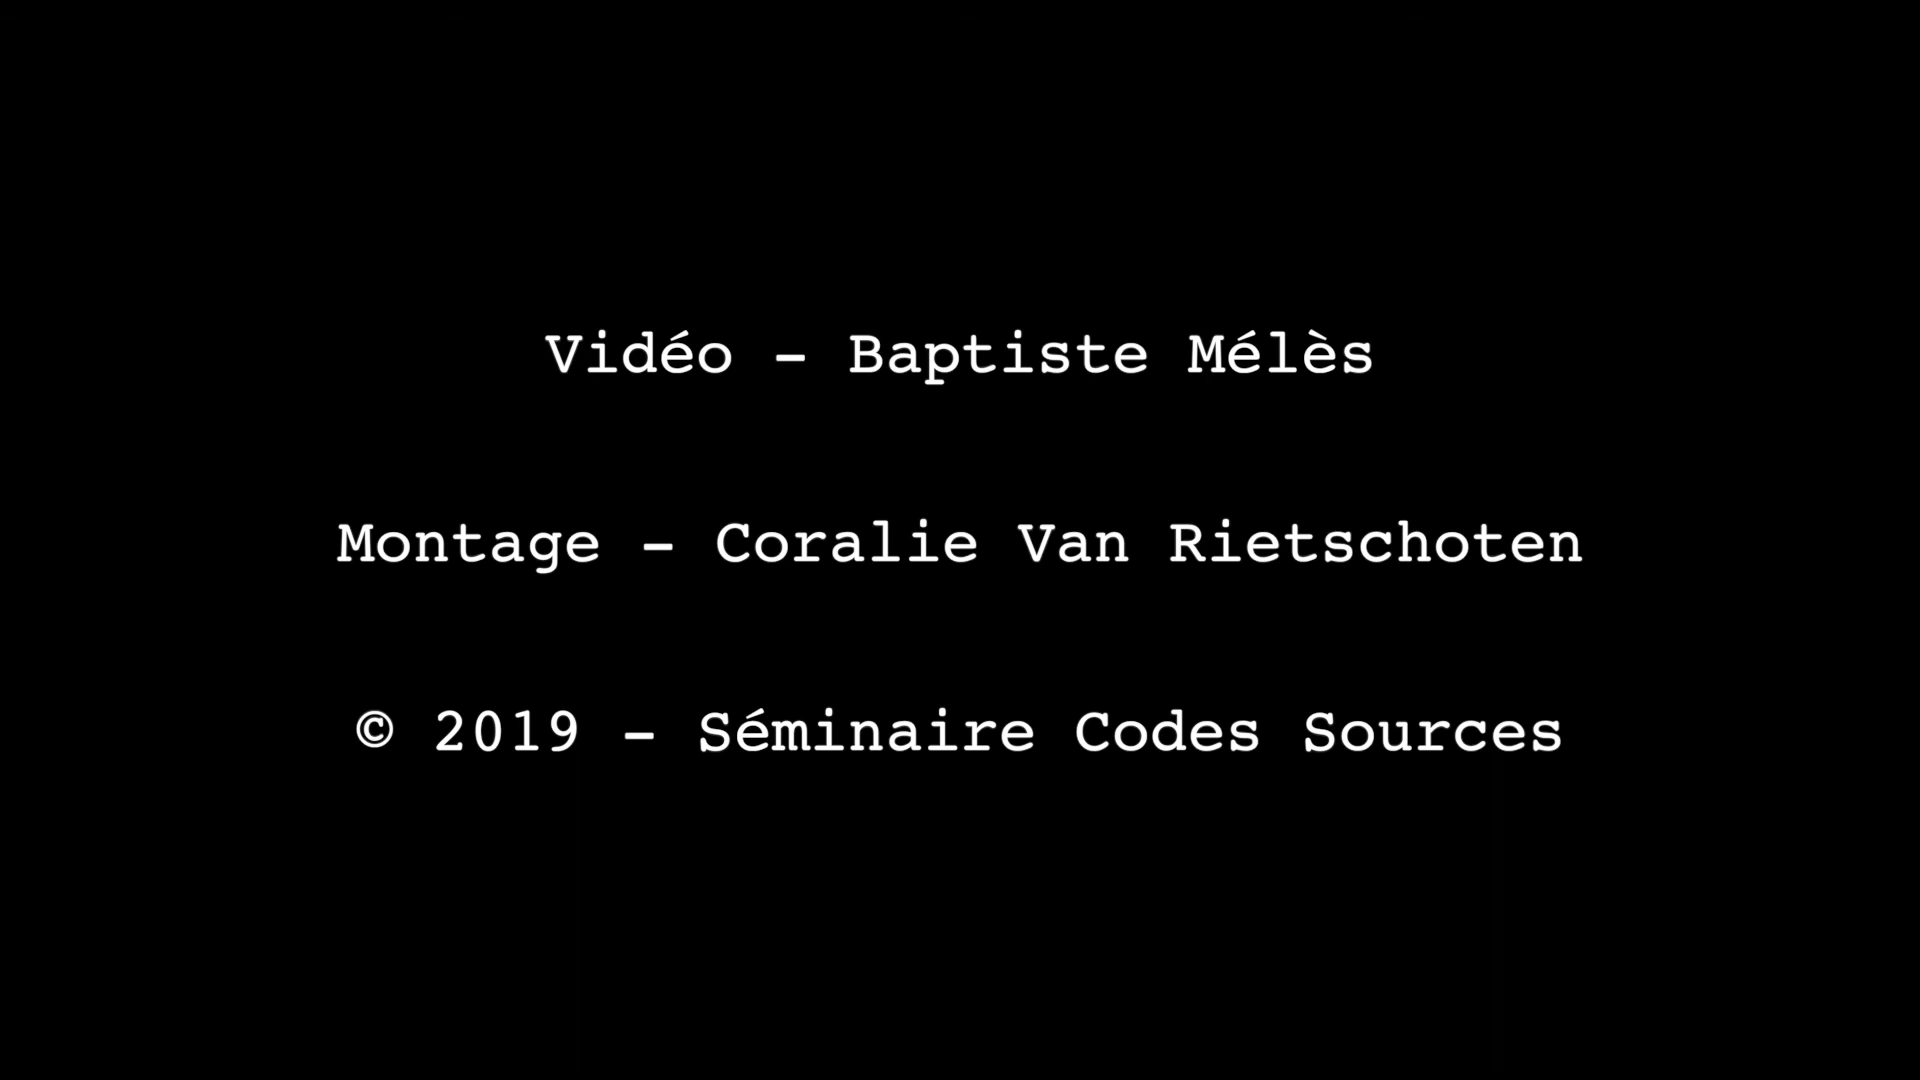 Vidéo - Baptiste Mélès
Montage - Coralie Van Rietschoten
© 2019 - Séminaire Codes Sources